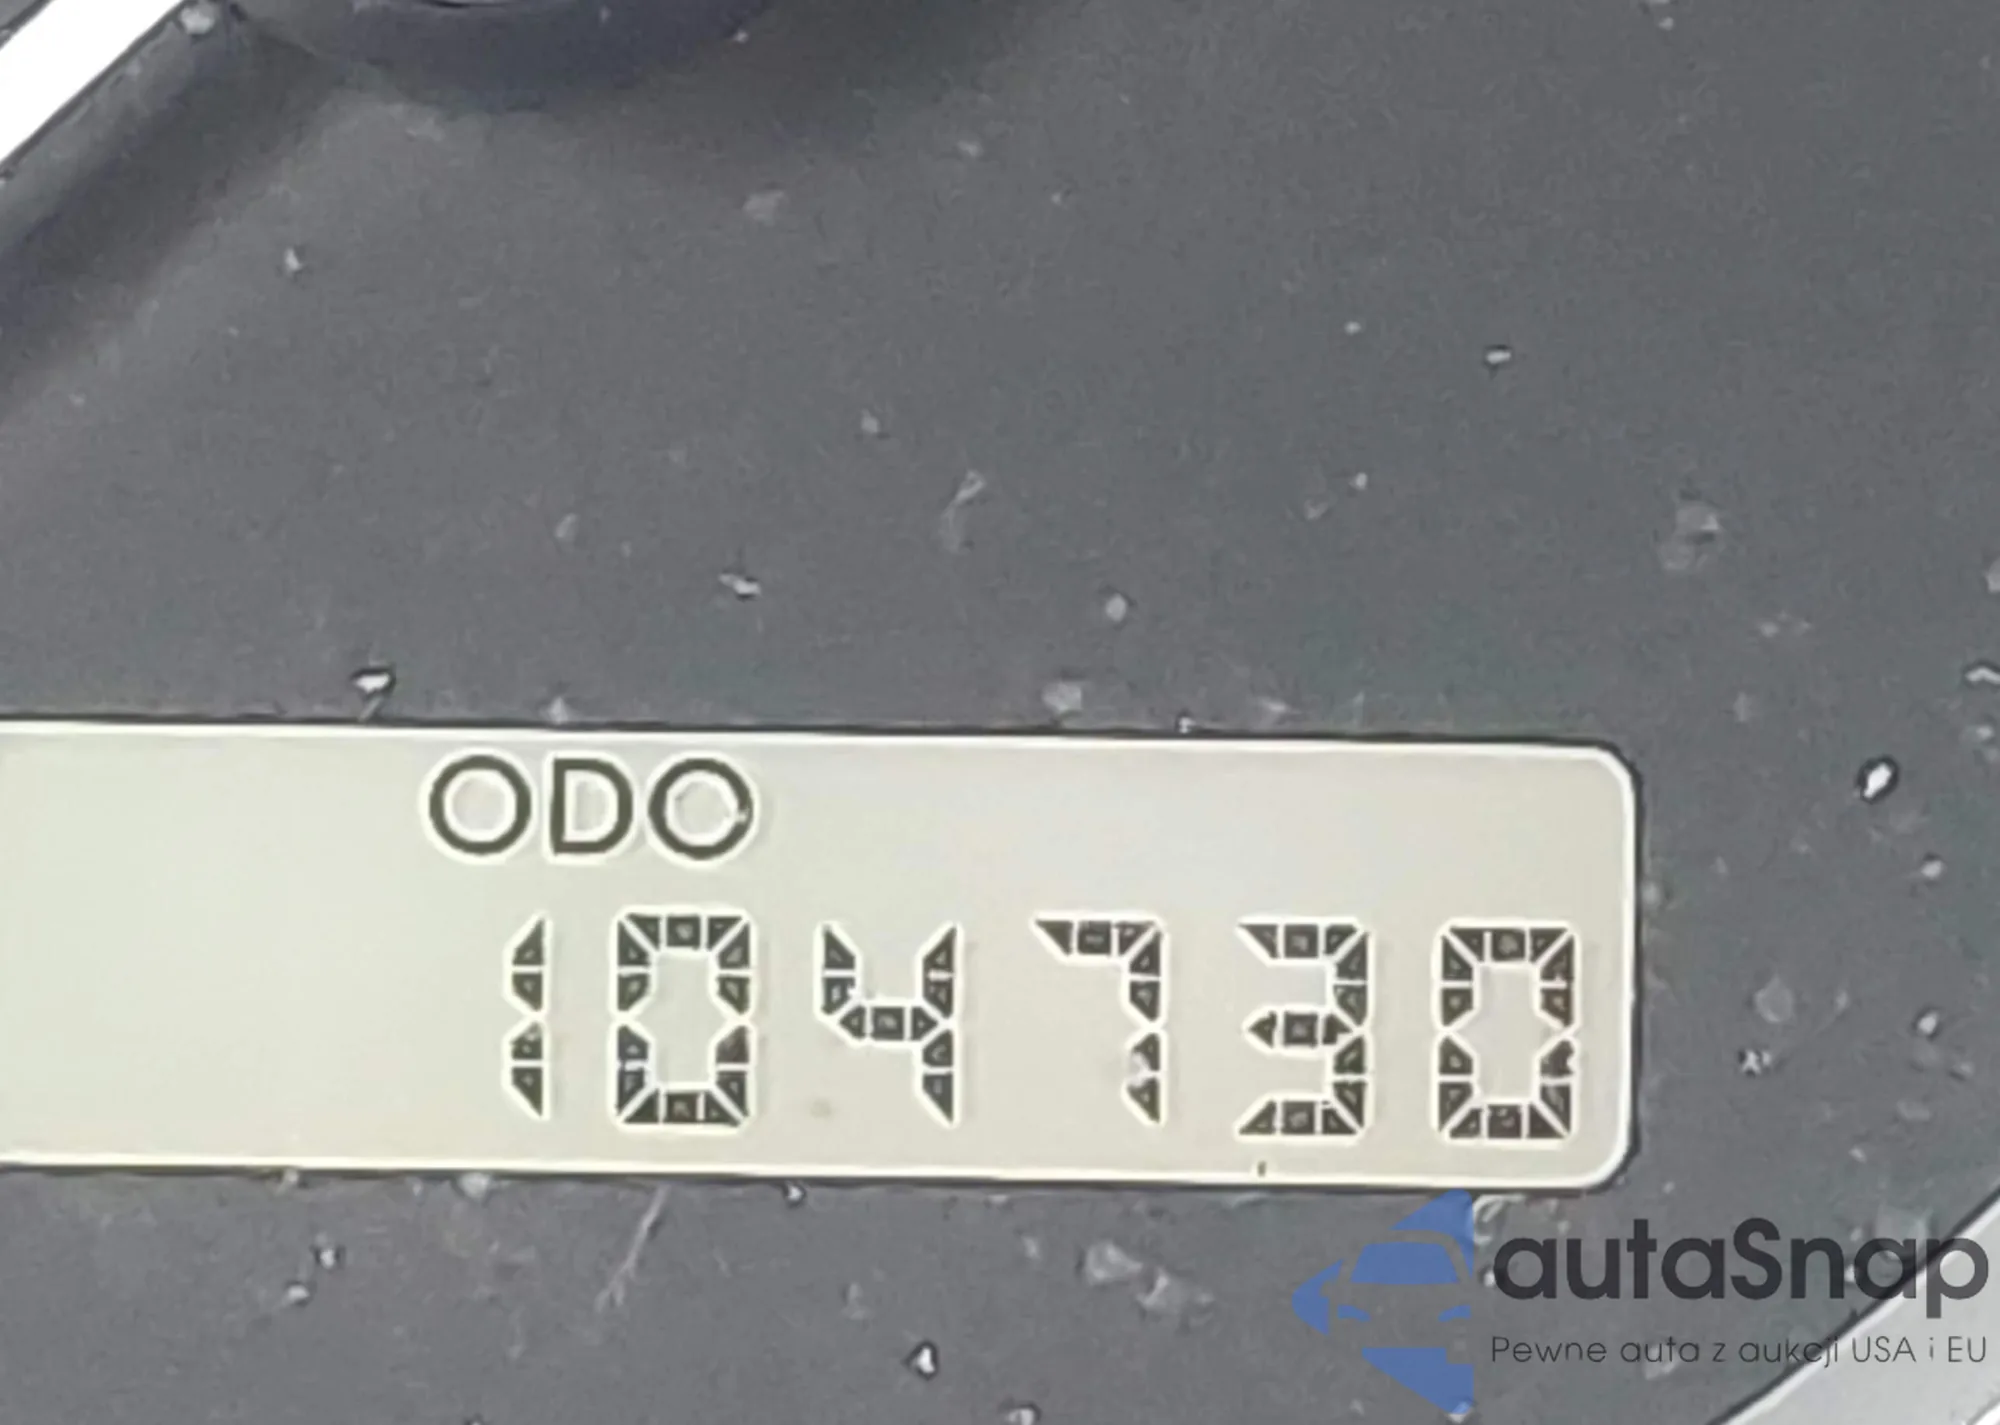 ODO
104730
autaSnap
Pewne auta z aukcji USA i EU